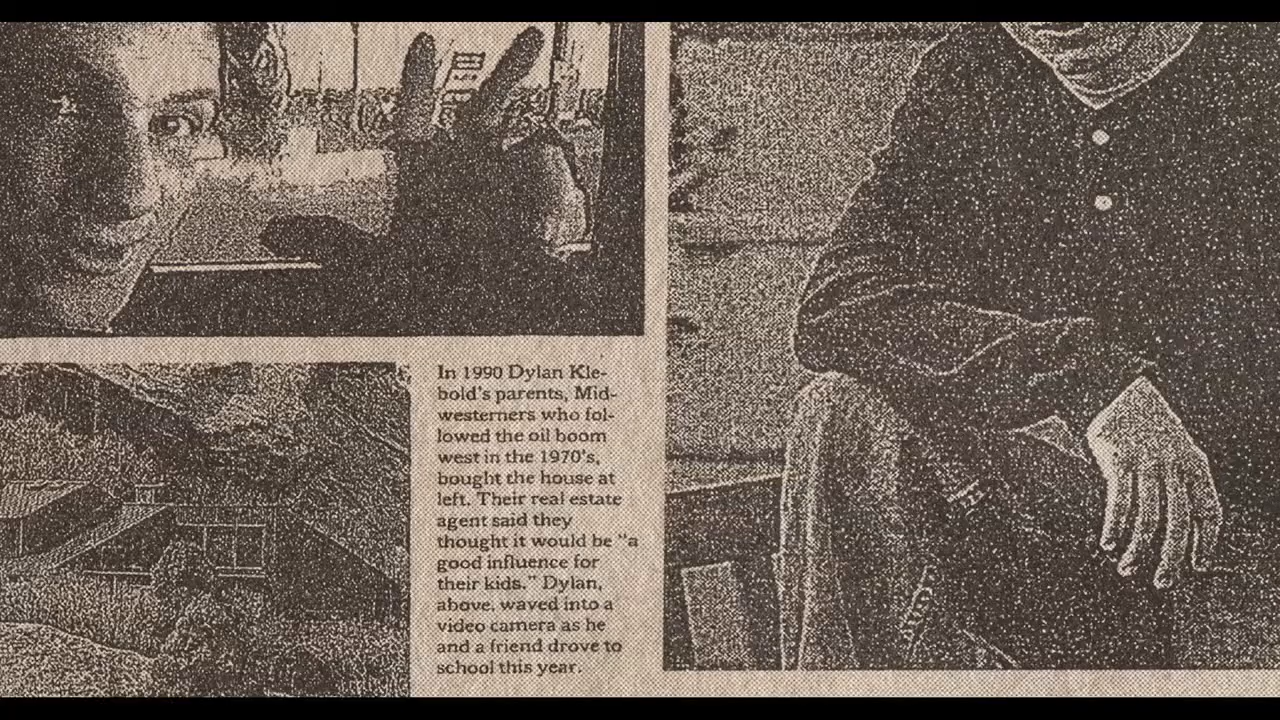 In 1990 Dylan Kle-
bold's parents, Mid-
westerners who fol-
lowed the oil boom
west in the 1970's,
bought the house at
left. Their real estate
agent said they
thought it would be "a
good influence for
their kids." Dylan,
above, waved into a
video camera as he
and a friend drove to
school this year.